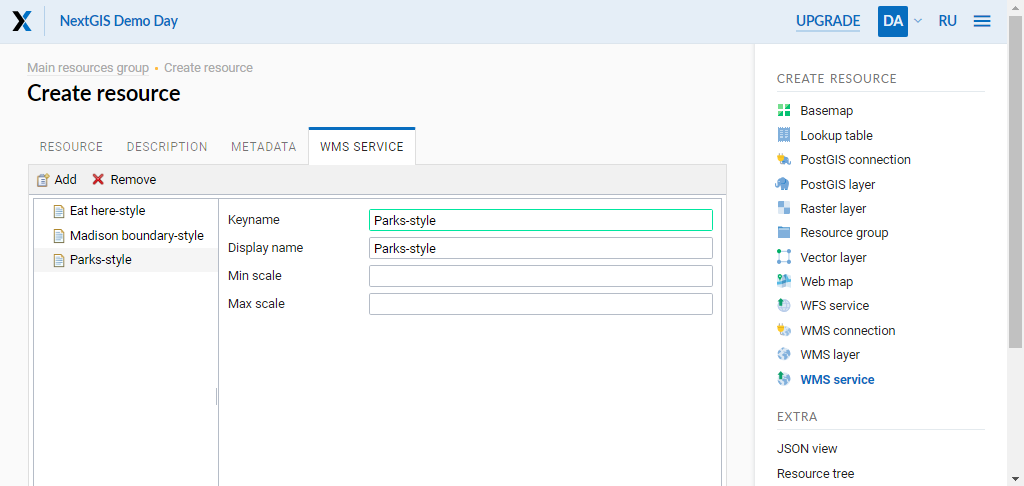 NextGIS Demo Day
UPGRADE
DA
RU
Main resources group • Create resource
Create resource
RESOURCE
DESCRIPTION
METADATA
WMS SERVICE
Add
Remove
Eat here-style
Madison boundary-style
Parks-style
Keyname
Parks-style
Display name
Parks-style
Min scale
Max scale
CREATE RESOURCE
Basemap
Lookup table
PostGIS connection
PostGIS layer
Raster layer
Resource group
Vector layer
Web map
WFS service
WMS connection
WMS layer
WMS service
EXTRA
JSON view
Resource tree